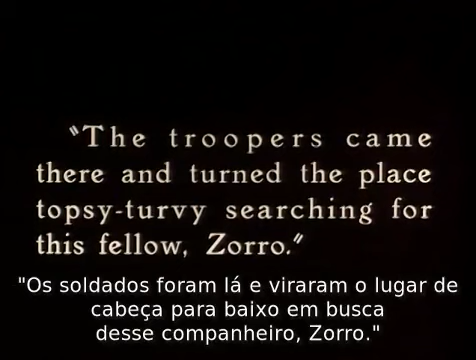 "The troopers came
there and turned the place
topsy-turvy searching for
this fellow, Zorro."
"Os soldados foram lá e viraram o lugar de
cabeça para baixo em busca
desse companheiro, Zorro."